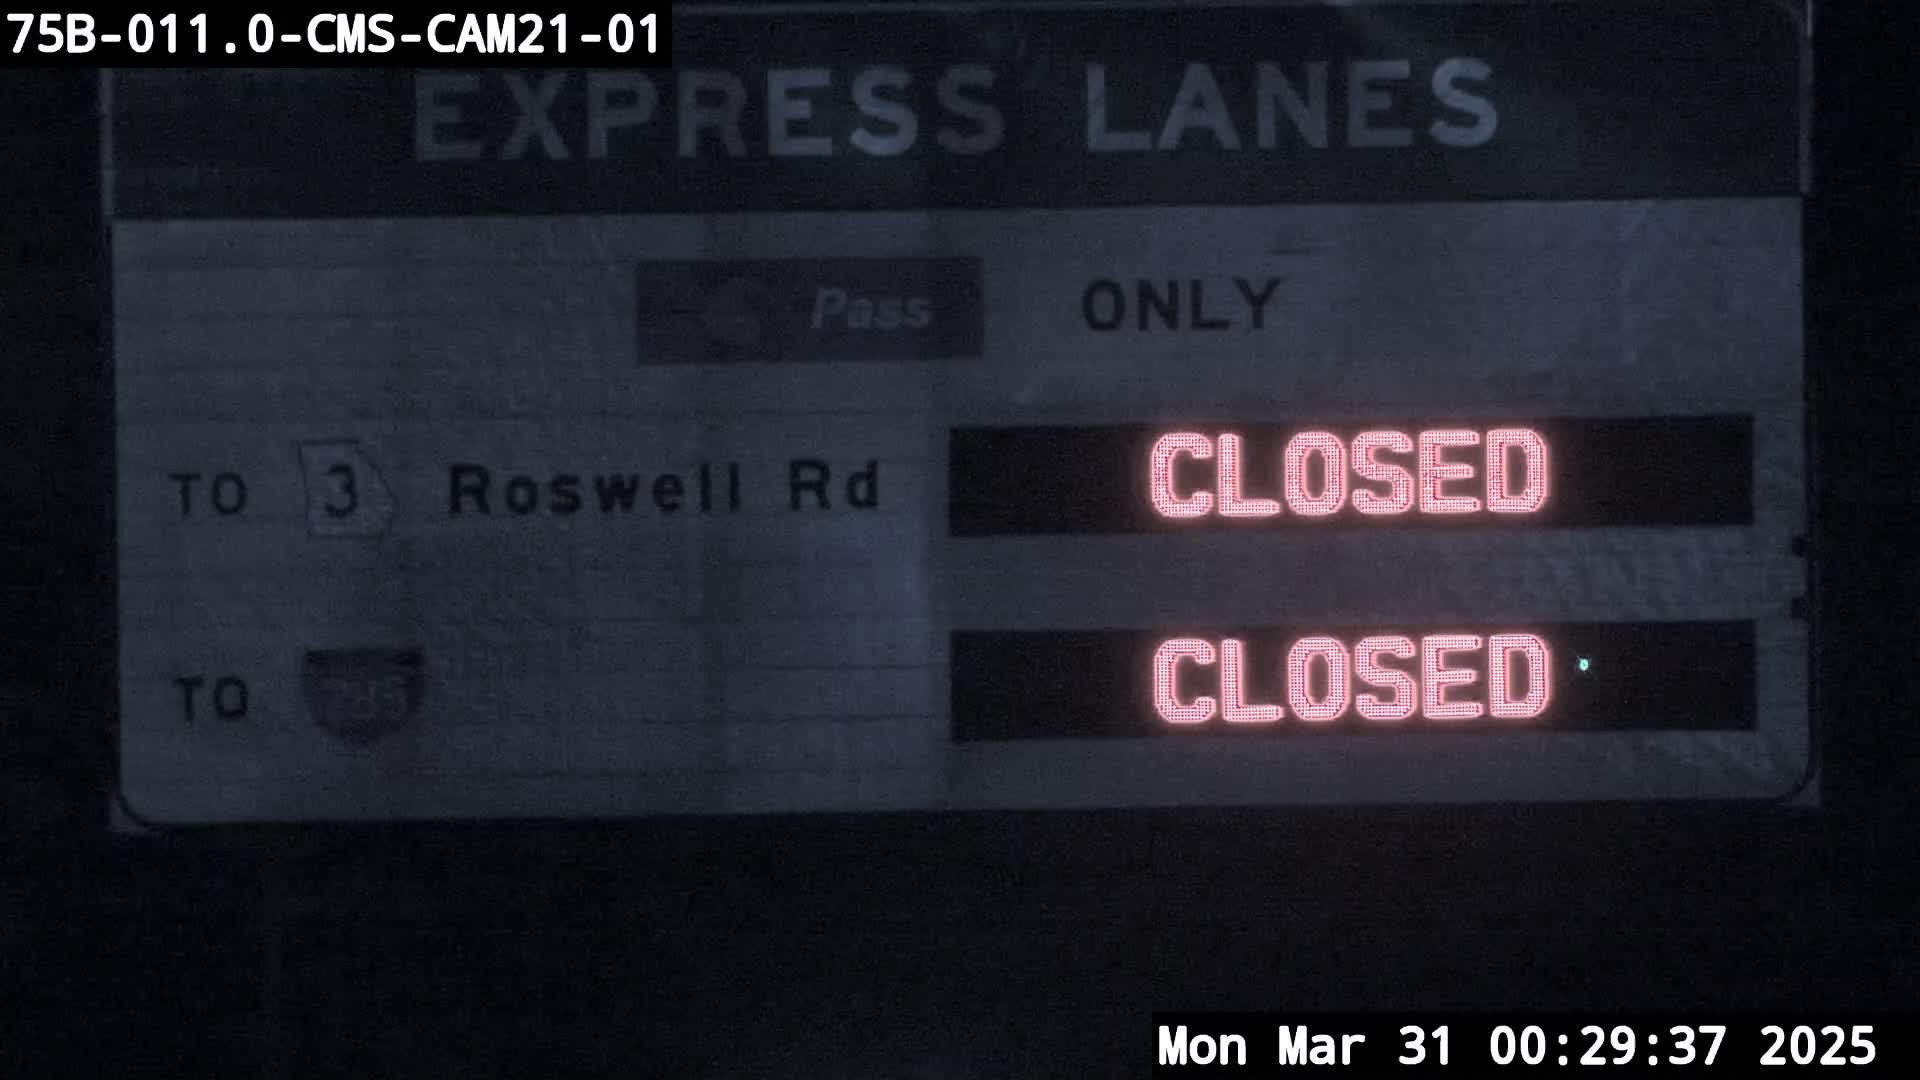 75B-011.0-CMS-CAM21-01
EXPRESS LANES
Pass ONLY
TO 3 Roswell Rd CLOSED
TO 285 CLOSED
Mon Mar 31 00:29:37 2025